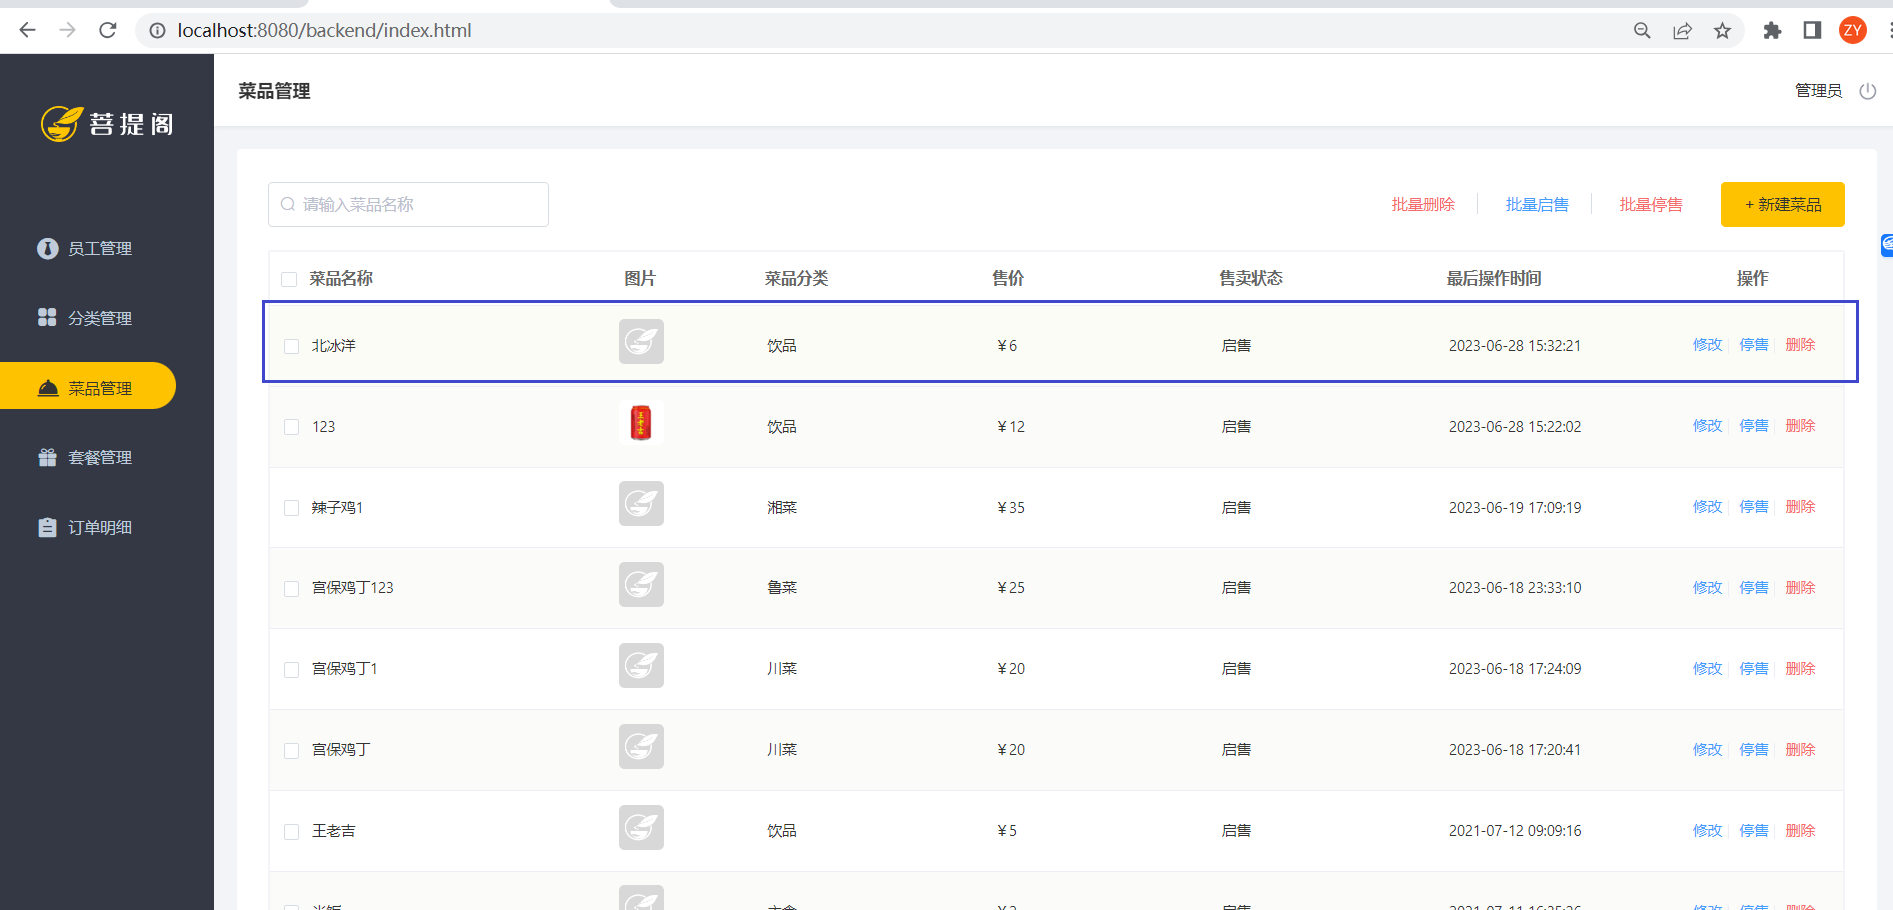 localhost:8080/backend/index.html
ZY
菩提阁
菜品管理
管理员
员工管理
分类管理
菜品管理
套餐管理
订单明细
请输入菜品名称
批量删除 批量启售 批量停售 + 新建菜品
菜品名称 图片 菜品分类 售价 售卖状态 最后操作时间 操作
北冰洋 饮品 ¥6 启售 2023-06-28 15:32:21 修改 停售 删除
123 饮品 ¥12 启售 2023-06-28 15:22:02 修改 停售 删除
辣子鸡1 湘菜 ¥35 启售 2023-06-19 17:09:19 修改 停售 删除
宫保鸡丁123 鲁菜 ¥25 启售 2023-06-18 23:33:10 修改 停售 删除
宫保鸡丁1 川菜 ¥20 启售 2023-06-18 17:24:09 修改 停售 删除
宫保鸡丁 川菜 ¥20 启售 2023-06-18 17:20:41 修改 停售 删除
王老吉 饮品 ¥5 启售 2021-07-12 09:09:16 修改 停售 删除